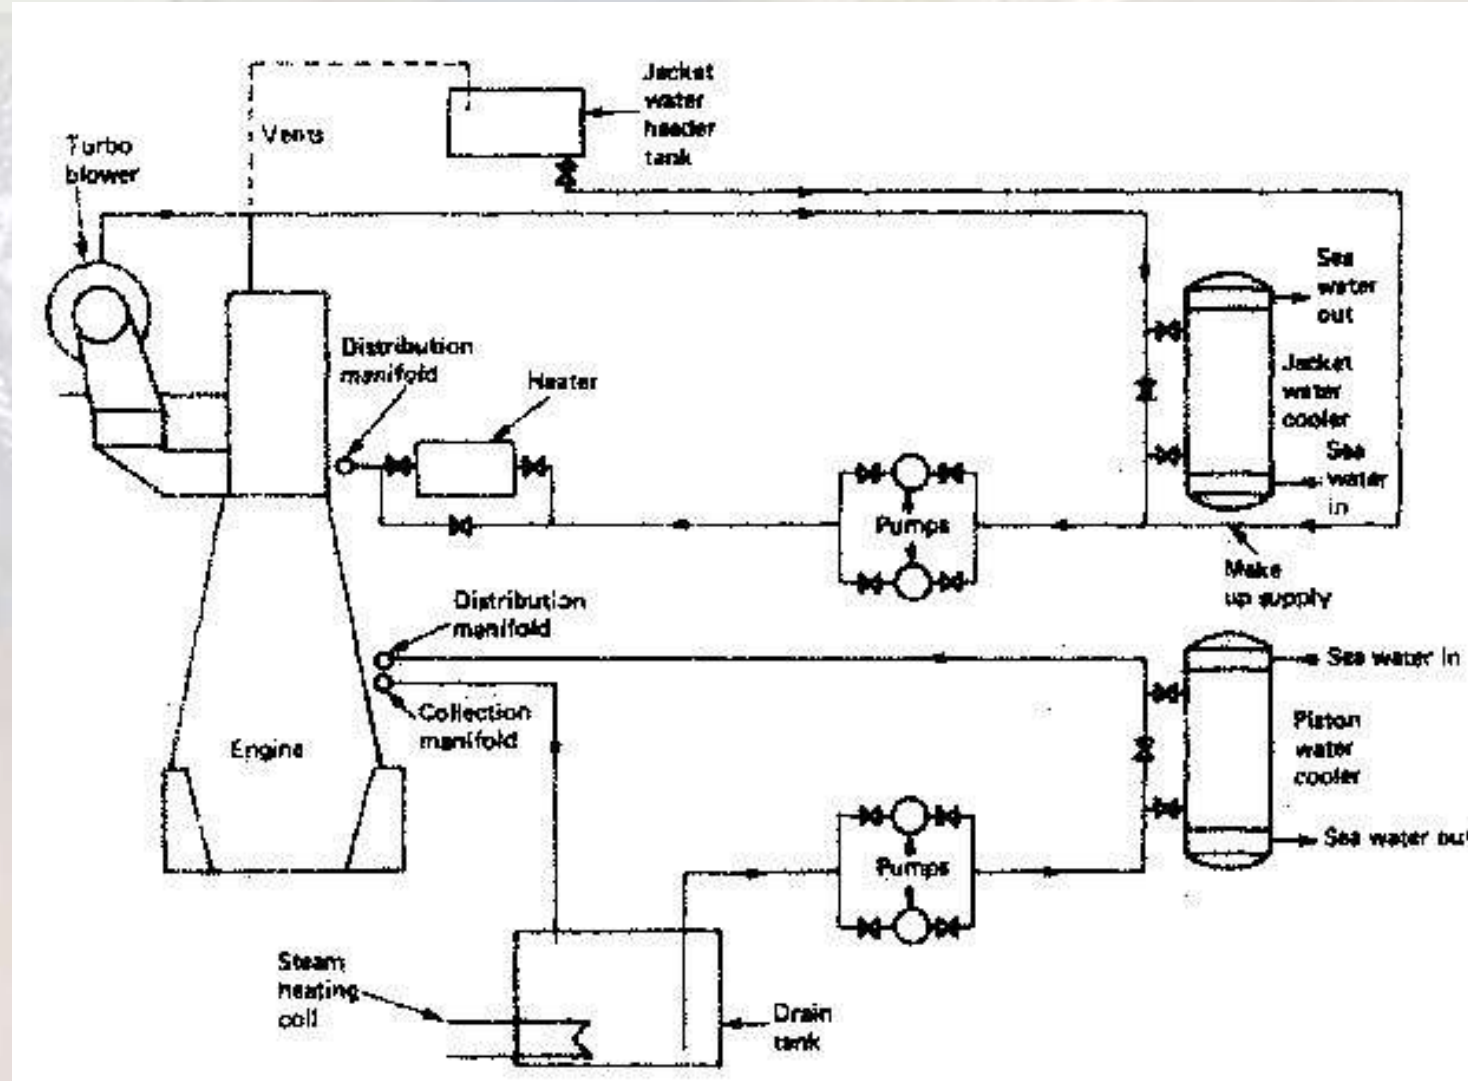 Jacket
water
header
tank
Vents
Turbo
blower
Sea
water
out
Distribution
manifold
Heater
Jacket
water
cooler
Sea
water
in
Pumps
Make
up supply
Distribution
manifold
Sea water in
Collection
manifold
Piston
water
cooler
Engine
Sea water out
Pumps
Steam
heating
coil
Drain
tank